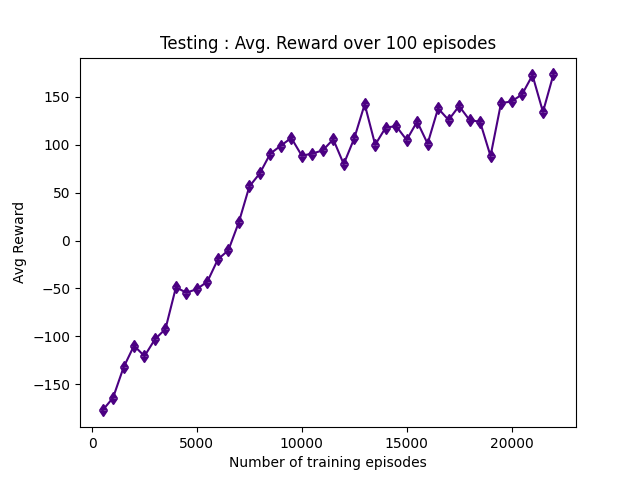 Testing : Avg. Reward over 100 episodes
150
100
50
0
−50
−100
−150
Avg Reward
0 5000 10000 15000 20000
Number of training episodes